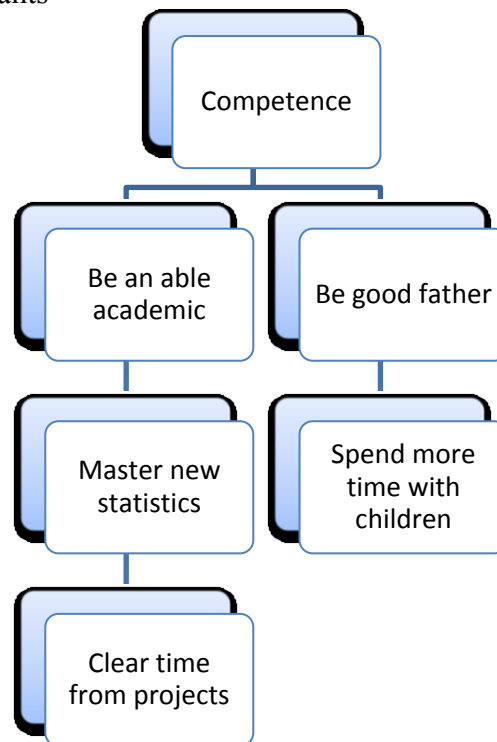 Competence
Be an able
academic
Be good father
Master new
statistics
Spend more
time with
children
Clear time
from projects